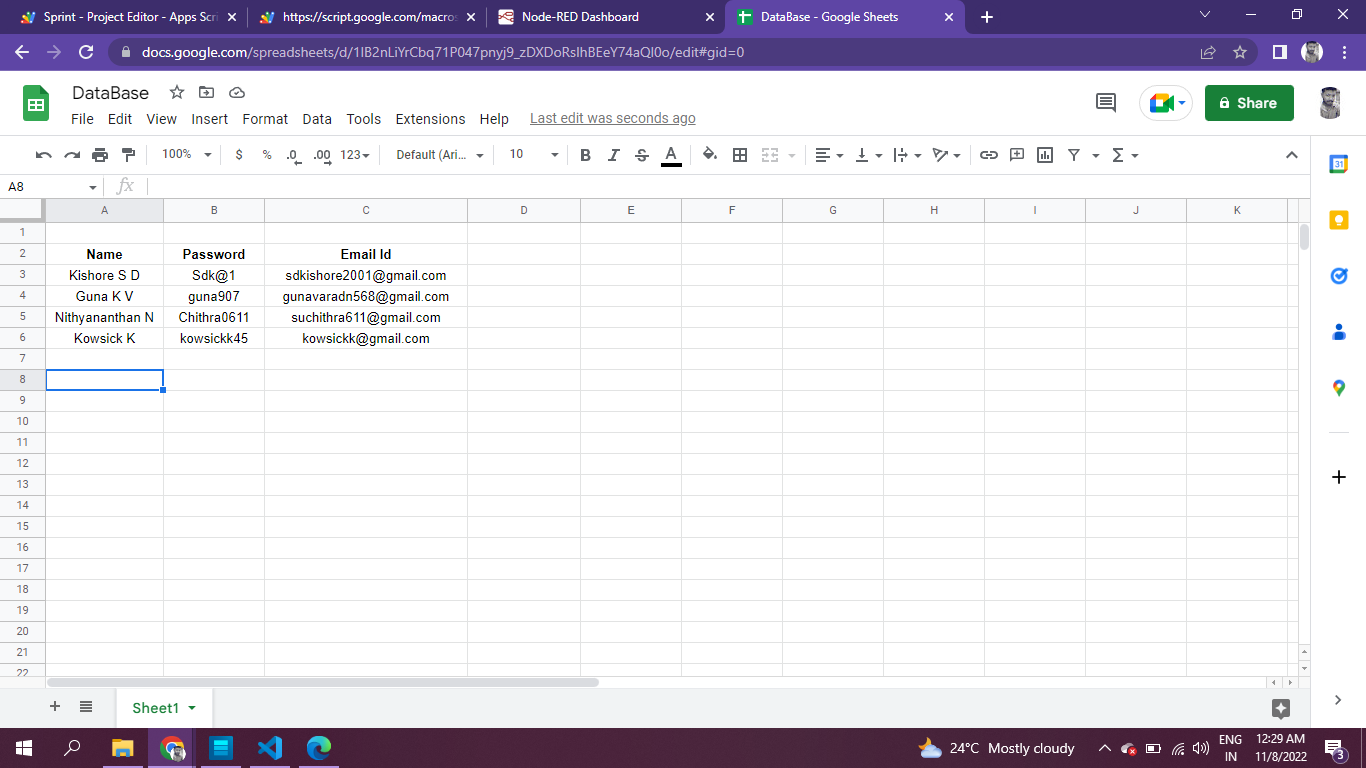 Sprint - Project Editor - Apps Scri
https://script.google.com/macros
Node-RED Dashboard
DataBase - Google Sheets
docs.google.com/spreadsheets/d/1lB2nLiYrCbq71P047pnyj9_zDXDoRslhBEeY74aQl0o/edit#gid=0
DataBase
Share
File Edit View Insert Format Data Tools Extensions Help Last edit was seconds ago
100% $ % .0 .00 123 Default (Ari... 10 B I S A
A8 fx
A B C D E F G H I J K
1
2 Name Password Email Id
3 Kishore S D Sdk@1 sdkishore2001@gmail.com
4 Guna K V guna907 gunavaradn568@gmail.com
5 Nithyananthan N Chithra0611 suchithra611@gmail.com
6 Kowsick K kowsickk45 kowsickk@gmail.com
7
8
9
10
11
12
13
14
15
16
17
18
19
20
21
22
31
Sheet1
24°C Mostly cloudy
ENG
IN
12:29 AM
11/8/2022
3